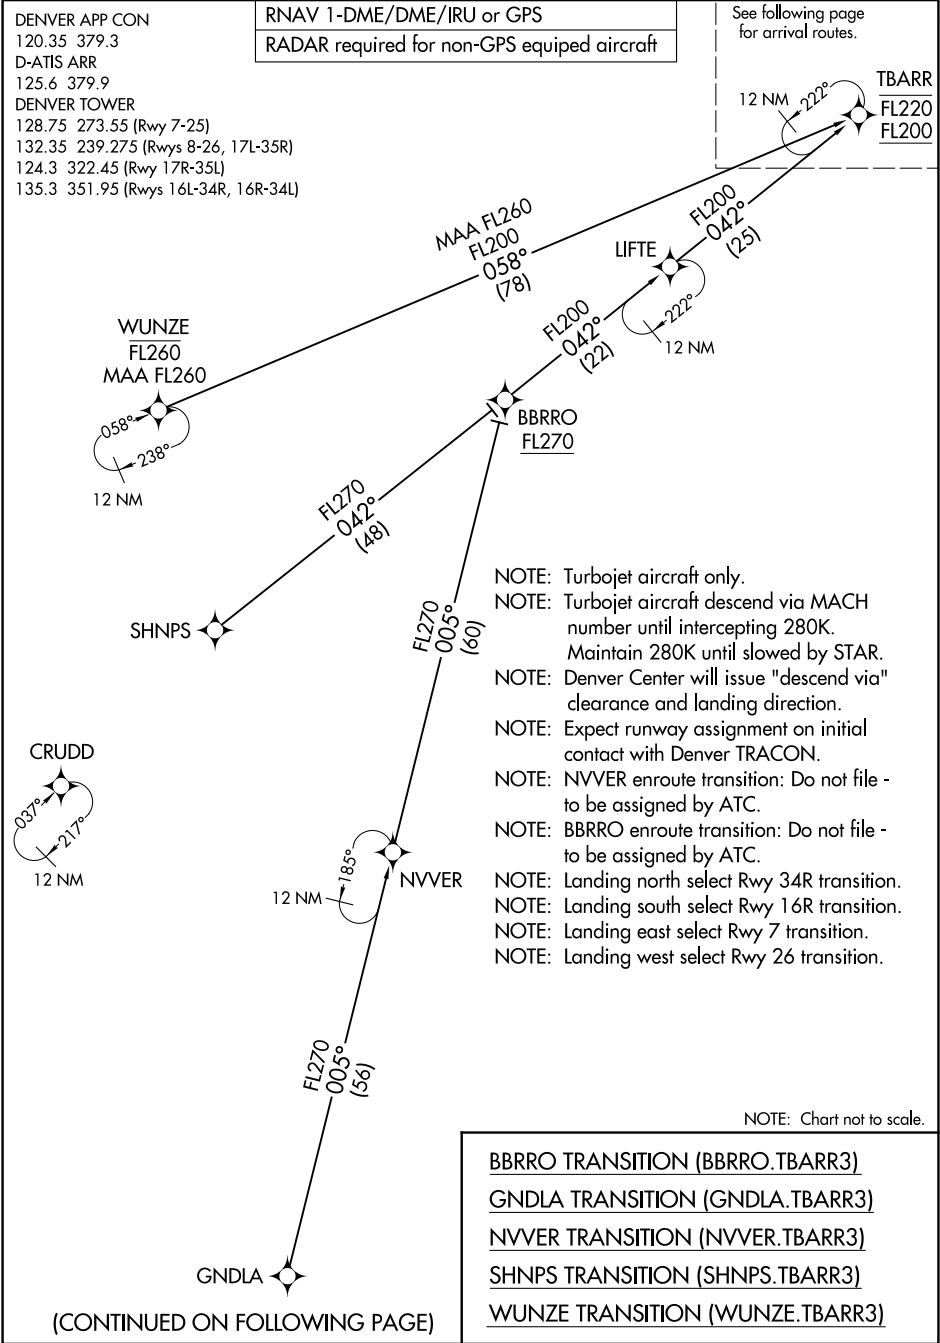 DENVER APP CON
120.35 379.3
D-ATIS ARR
125.6 379.9
DENVER TOWER
128.75 273.55 (Rwy 7-25)
132.35 239.275 (Rwys 8-26, 17L-35R)
124.3 322.45 (Rwy 17R-35L)
135.3 351.95 (Rwys 16L-34R, 16R-34L)
RNAV 1-DME/DME/IRU or GPS
RADAR required for non-GPS equiped aircraft
See following page
for arrival routes.
TBARR
FL220
FL200
12 NM
222°
MAA FL260
FL200
058°
(78)
FL200
042°
(25)
LIFTE
222°
12 NM
FL200
042°
(22)
WUNZE
FL260
MAA FL260
058°
238°
12 NM
BBRRO
FL270
FL270
042°
(48)
SHNPS
FL270
005°
(60)
NOTE: Turbojet aircraft only.
NOTE: Turbojet aircraft descend via MACH
number until intercepting 280K.
Maintain 280K until slowed by STAR.
NOTE: Denver Center will issue "descend via"
clearance and landing direction.
NOTE: Expect runway assignment on initial
contact with Denver TRACON.
NOTE: NVVER enroute transition: Do not file -
to be assigned by ATC.
NOTE: BBRRO enroute transition: Do not file -
to be assigned by ATC.
NOTE: Landing north select Rwy 34R transition.
NOTE: Landing south select Rwy 16R transition.
NOTE: Landing east select Rwy 7 transition.
NOTE: Landing west select Rwy 26 transition.
CRUDD
037°
217°
12 NM
185°
12 NM
NVVER
FL270
005°
(56)
GNDLA
NOTE: Chart not to scale.
BBRRO TRANSITION (BBRRO.TBARR3)
GNDLA TRANSITION (GNDLA.TBARR3)
NVVER TRANSITION (NVVER.TBARR3)
SHNPS TRANSITION (SHNPS.TBARR3)
WUNZE TRANSITION (WUNZE.TBARR3)
(CONTINUED ON FOLLOWING PAGE)